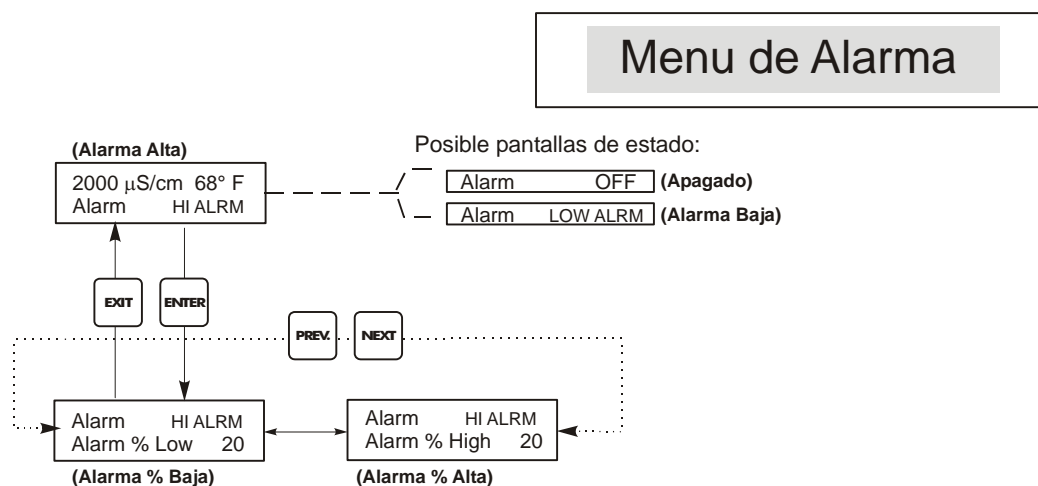 Menu de Alarma
(Alarma Alta)
2000 µS/cm 68° F
Alarm HI ALRM
Posible pantallas de estado:
Alarm OFF (Apagado)
Alarm LOW ALRM (Alarma Baja)
EXIT
ENTER
PREV.
NEXT
Alarm HI ALRM
Alarm % Low 20
(Alarma % Baja)
Alarm HI ALRM
Alarm % High 20
(Alarma % Alta)